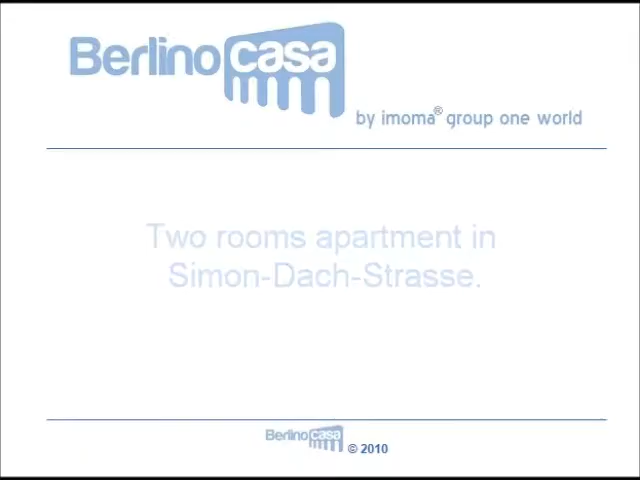 Berlinocasa
by imoma® group one world
Two rooms apartment in
Simon-Dach-Strasse.
Berlinocasa © 2010